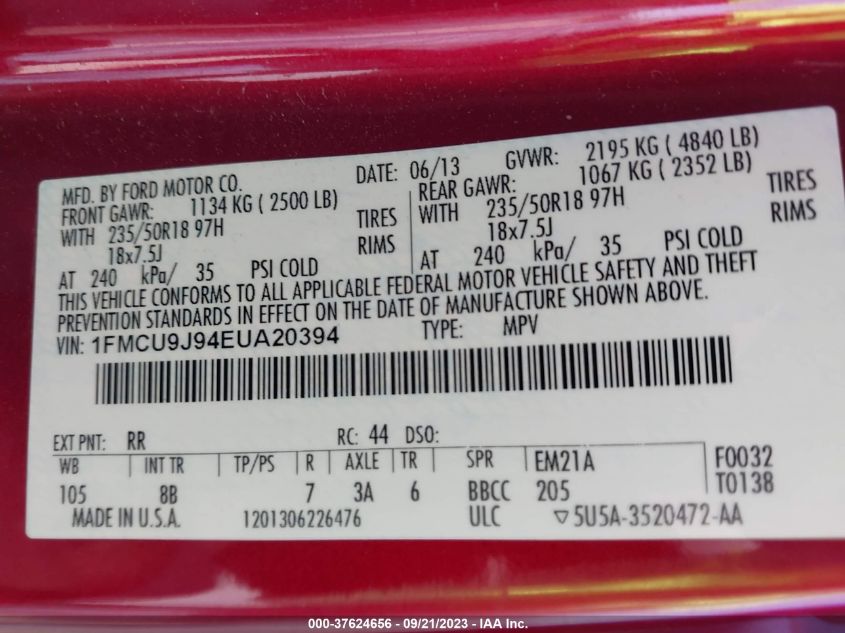 MFD. BY FORD MOTOR CO.
DATE: 06/13 GVWR: 2195 KG ( 4840 LB)
FRONT GAWR: 1134 KG ( 2500 LB)
REAR GAWR: 1067 KG ( 2352 LB)
WITH 235/50R18 97H TIRES
WITH 235/50R18 97H TIRES
18x7.5J RIMS
18x7.5J RIMS
AT 240 kPa/ 35 PSI COLD
AT 240 kPa/ 35 PSI COLD
THIS VEHICLE CONFORMS TO ALL APPLICABLE FEDERAL MOTOR VEHICLE SAFETY AND THEFT
PREVENTION STANDARDS IN EFFECT ON THE DATE OF MANUFACTURE SHOWN ABOVE.
VIN: 1FMCU9J94EUA20394 TYPE: MPV
EXT PNT: RR RC: 44 DSO:
WB INT TR TP/PS R AXLE TR SPR EM21A F0032
105 8B 7 3A 6 BBCC 205 T0138
MADE IN U.S.A. 1201306226476 ULC ▽5U5A-3520472-AA
000-37624656 - 09/21/2023 - IAA Inc.